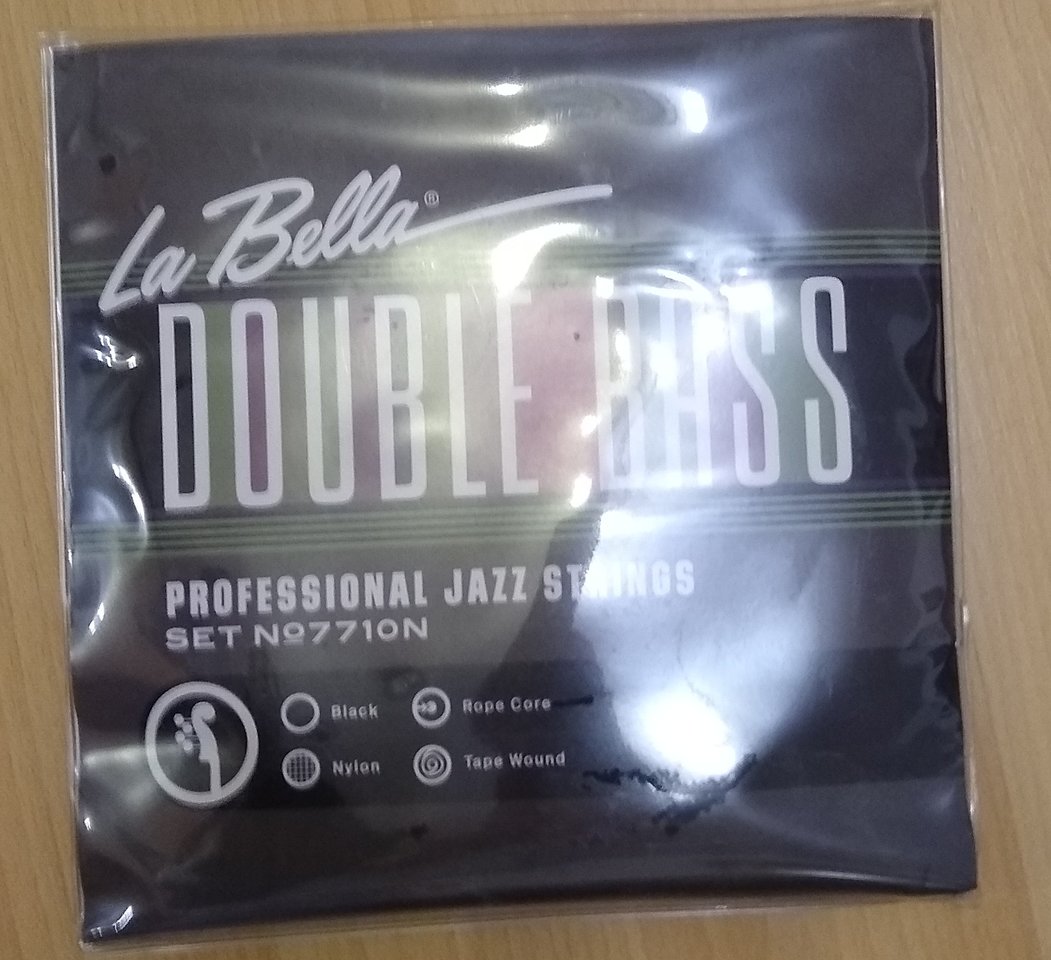 La Bella®
DOUBLE BASS
PROFESSIONAL JAZZ STRINGS
SET Nº7710N
Black
Rope Core
Nylon
Tape Wound